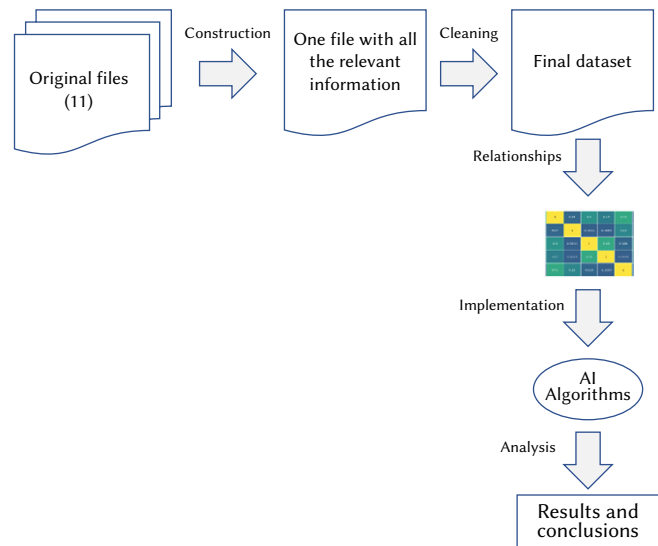 Construction
Cleaning
Original files
(11)
One file with all
the relevant
information
Final dataset
Relationships
Implementation
AI
Algorithms
Analysis
Results and
conclusions